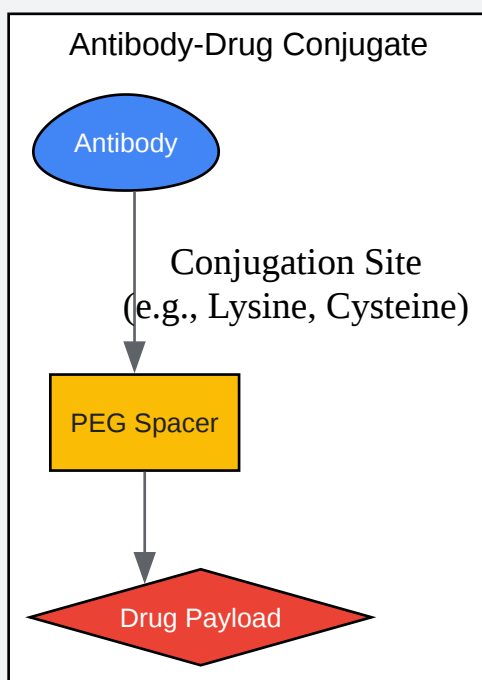 Antibody-Drug Conjugate
Antibody
Conjugation Site
(e.g., Lysine, Cysteine)
PEG Spacer
Drug Payload